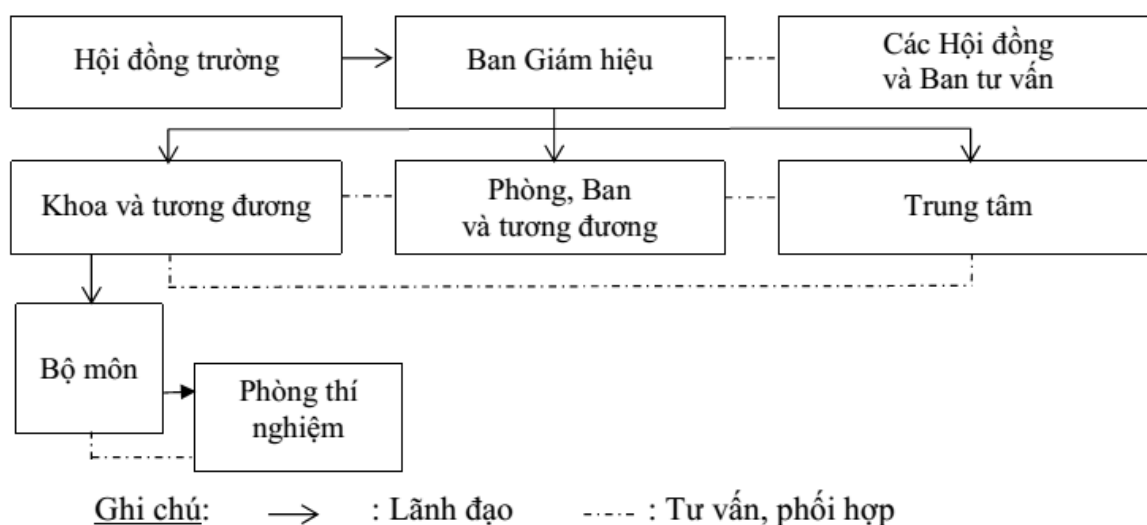 Hội đồng trường
Ban Giám hiệu
Các Hội đồng
và Ban tư vấn
Khoa và tương đương
Phòng, Ban
và tương đương
Trung tâm
Bộ môn
Phòng thí
nghiệm
Ghi chú: : Lãnh đạo : Tư vấn, phối hợp